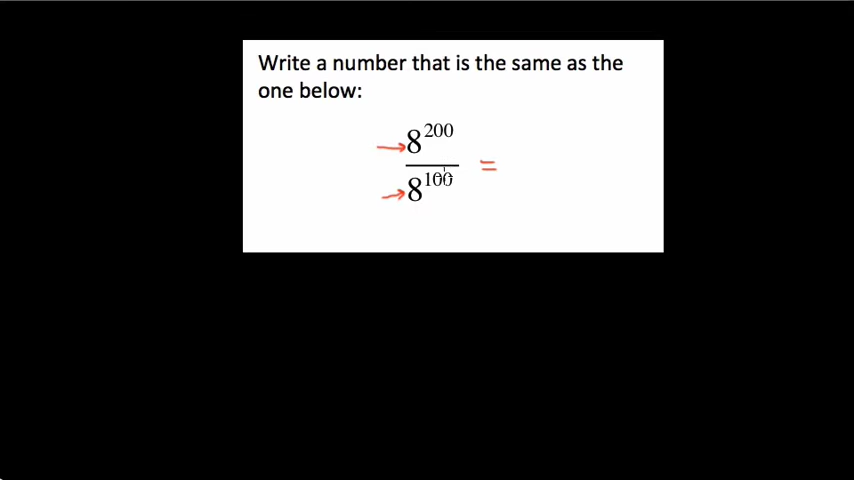 Write a number that is the same as the
one below:
→8^200
→8^100 =